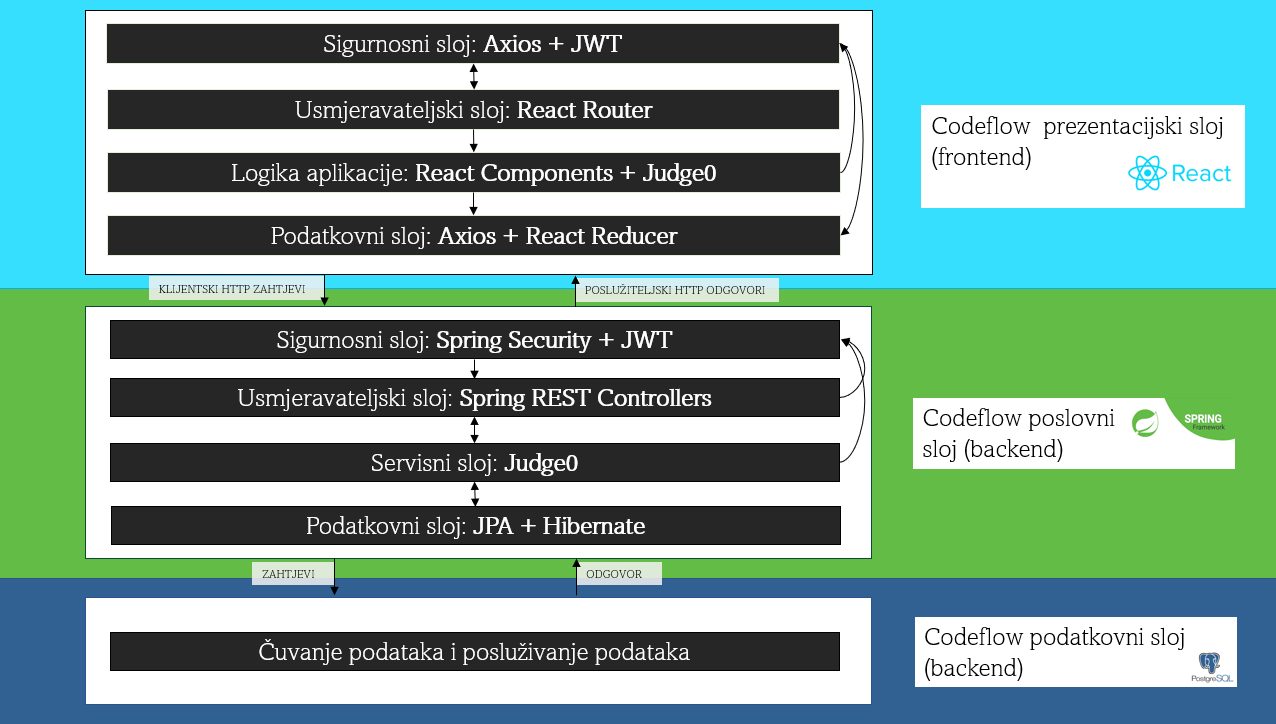 Sigurnosni sloj: Axios + JWT
Usmjeravateljski sloj: React Router
Logika aplikacije: React Components + Judge0
Podatkovni sloj: Axios + React Reducer
Codeflow prezentacijski sloj
(frontend)
React
KLIJENTSKI HTTP ZAHTJEVI
POSLUŽITELJSKI HTTP ODGOVORI
Sigurnosni sloj: Spring Security + JWT
Usmjeravateljski sloj: Spring REST Controllers
Servisni sloj: Judge0
Podatkovni sloj: JPA + Hibernate
Codeflow poslovni
sloj (backend)
SPRING
Framework
ZAHTJEVI
ODGOVOR
Čuvanje podataka i posluživanje podataka
Codeflow podatkovni sloj
(backend)
PostgreSQL